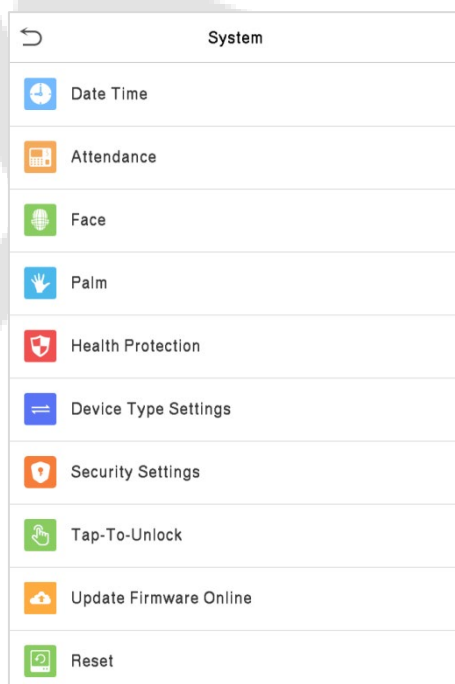 System
Date Time
Attendance
Face
Palm
Health Protection
Device Type Settings
Security Settings
Tap-To-Unlock
Update Firmware Online
Reset